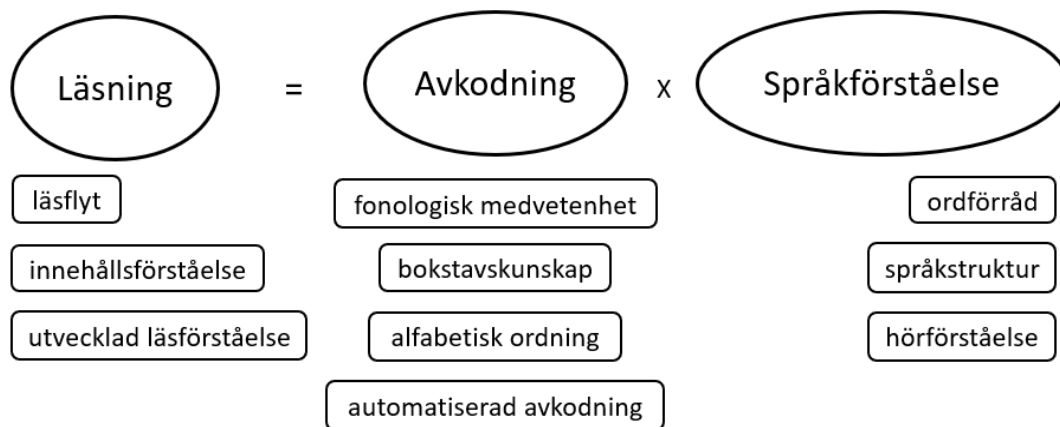 Läsning = Avkodning x Språkförståelse
läsflyt
fonologisk medvetenhet
ordförråd
innehållsförståelse
bokstavskunskap
språkstruktur
utvecklad läsförståelse
alfabetisk ordning
hörförståelse
automatiserad avkodning